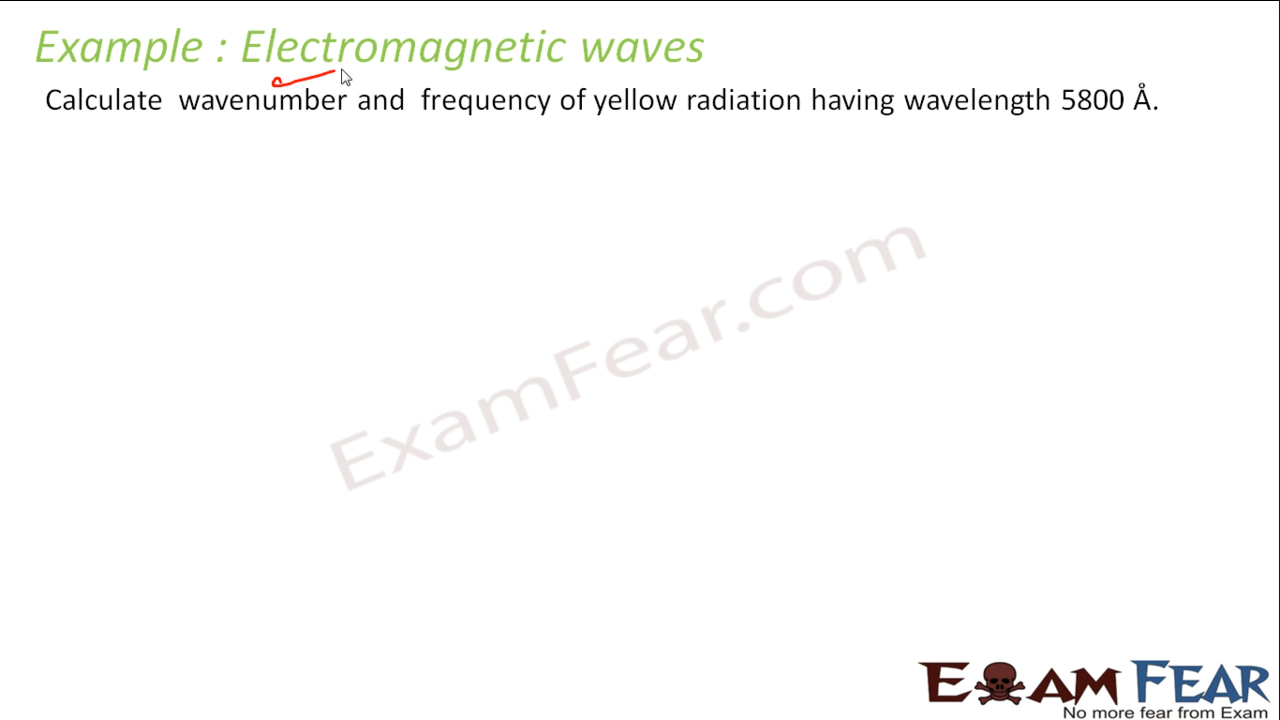 Example : Electromagnetic waves
Calculate wavenumber and frequency of yellow radiation having wavelength 5800 Å.
ExamFear.com
EXAM FEAR
No more fear from Exam